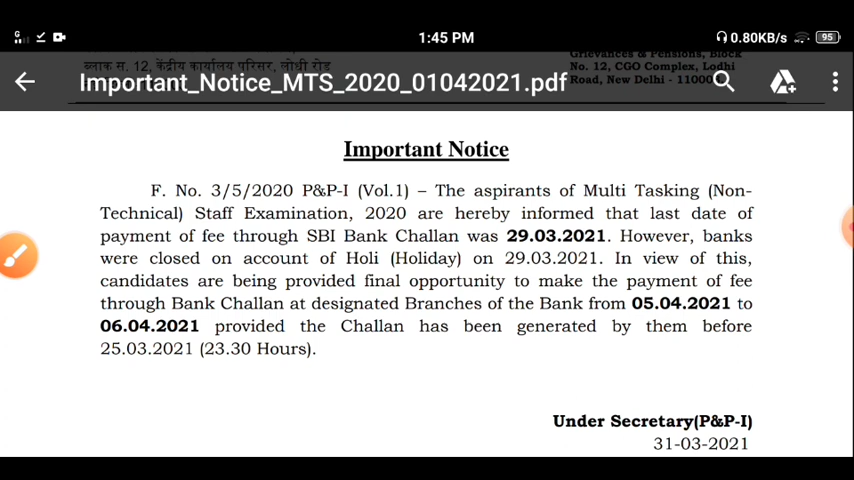 1:45 PM
0.80KB/s
95
ब्लाक स. 12, केंद्रीय कार्यालय परिसर, लोधी रोड
Grievances & Pensions, Block
No. 12, CGO Complex, Lodhi
Road, New Delhi - 11000
Important_Notice_MTS_2020_01042021.pdf
Important Notice
F. No. 3/5/2020 P&P-I (Vol.1) – The aspirants of Multi Tasking (Non-
Technical) Staff Examination, 2020 are hereby informed that last date of
payment of fee through SBI Bank Challan was 29.03.2021. However, banks
were closed on account of Holi (Holiday) on 29.03.2021. In view of this,
candidates are being provided final opportunity to make the payment of fee
through Bank Challan at designated Branches of the Bank from 05.04.2021 to
06.04.2021 provided the Challan has been generated by them before
25.03.2021 (23.30 Hours).
Under Secretary(P&P-I)
31-03-2021